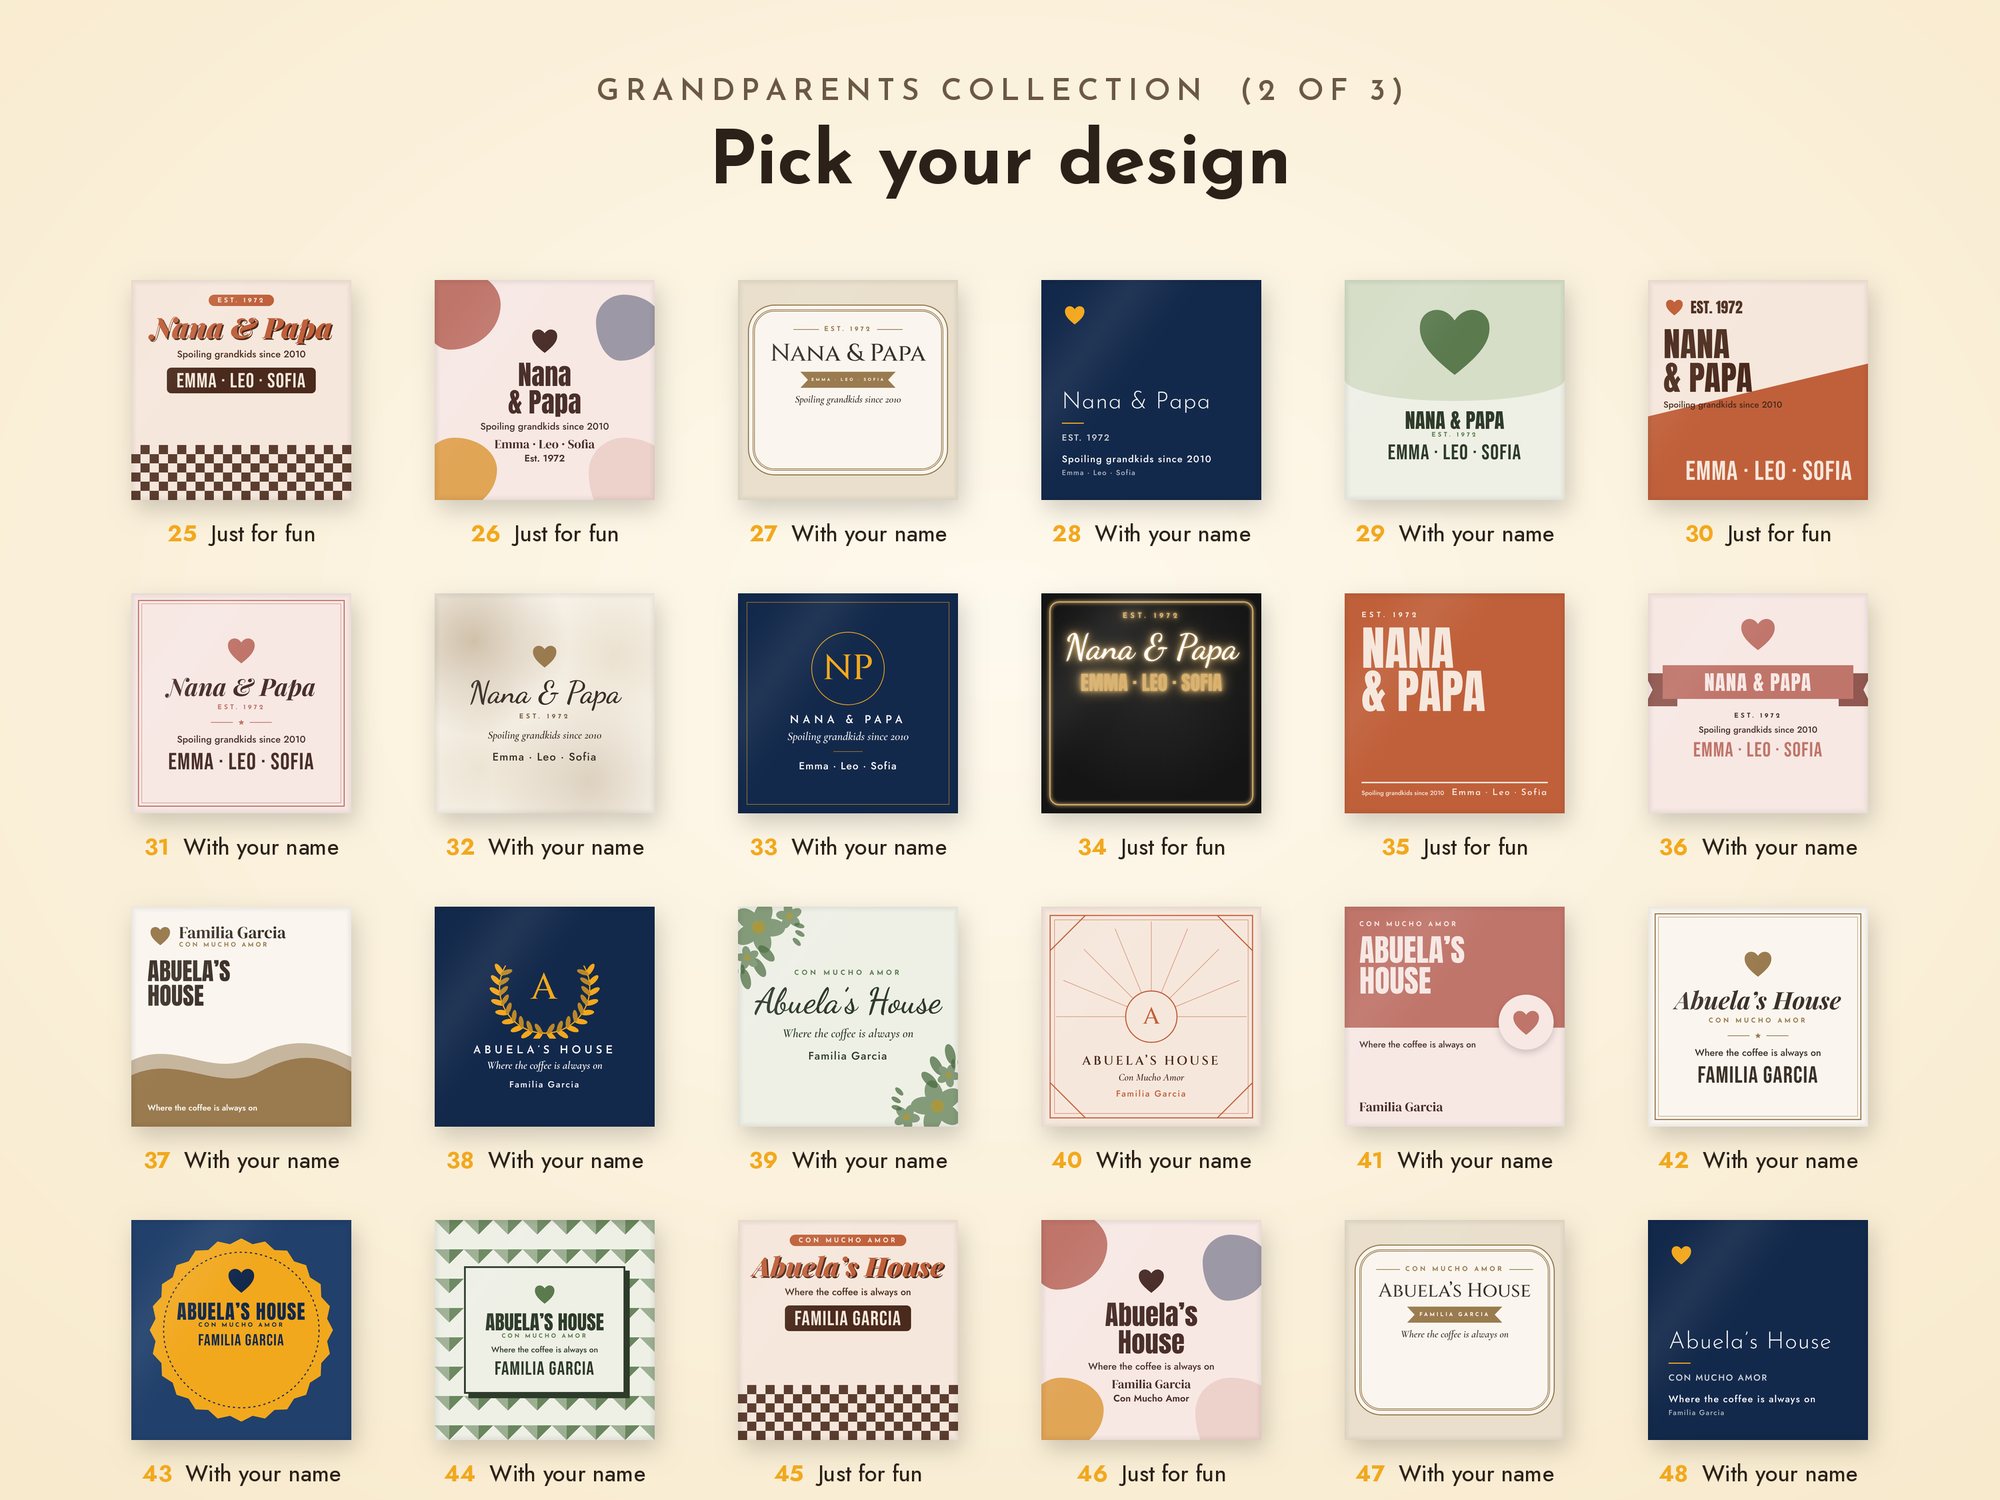 GRANDPARENTS COLLECTION (2 OF 3)
Pick your design
EST. 1972
Nana & Papa
Spoiling grandkids since 2010
EMMA · LEO · SOFIA
25 Just for fun
Nana
& Papa
Spoiling grandkids since 2010
Emma · Leo · Sofia
Est. 1972
26 Just for fun
EST. 1972
NANA & PAPA
EMMA · LEO · SOFIA
Spoiling grandkids since 2010
27 With your name
Nana & Papa
EST. 1972
Spoiling grandkids since 2010
Emma · Leo · Sofia
28 With your name
NANA & PAPA
EST. 1972
EMMA · LEO · SOFIA
29 With your name
EST. 1972
NANA
& PAPA
Spoiling grandkids since 2010
EMMA · LEO · SOFIA
30 Just for fun
Nana & Papa
EST. 1972
Spoiling grandkids since 2010
EMMA · LEO · SOFIA
31 With your name
Nana & Papa
EST. 1972
Spoiling grandkids since 2010
Emma · Leo · Sofia
32 With your name
NP
NANA & PAPA
Spoiling grandkids since 2010
Emma · Leo · Sofia
33 With your name
EST. 1972
Nana & Papa
EMMA · LEO · SOFIA
34 Just for fun
EST. 1972
NANA
& PAPA
Spoiling grandkids since 2010 Emma · Leo · Sofia
35 Just for fun
NANA & PAPA
EST. 1972
Spoiling grandkids since 2010
EMMA · LEO · SOFIA
36 With your name
Familia Garcia
CON MUCHO AMOR
ABUELA'S
HOUSE
Where the coffee is always on
37 With your name
A
ABUELA'S HOUSE
Where the coffee is always on
Familia Garcia
38 With your name
CON MUCHO AMOR
Abuela's House
Where the coffee is always on
Familia Garcia
39 With your name
A
ABUELA'S HOUSE
Con Mucho Amor
Familia Garcia
40 With your name
CON MUCHO AMOR
ABUELA'S
HOUSE
Where the coffee is always on
Familia Garcia
41 With your name
Abuela's House
CON MUCHO AMOR
Where the coffee is always on
FAMILIA GARCIA
42 With your name
ABUELA'S HOUSE
CON MUCHO AMOR
FAMILIA GARCIA
43 With your name
ABUELA'S HOUSE
CON MUCHO AMOR
Where the coffee is always on
FAMILIA GARCIA
44 With your name
CON MUCHO AMOR
Abuela's House
Where the coffee is always on
FAMILIA GARCIA
45 Just for fun
Abuela's
House
Where the coffee is always on
Familia Garcia
Con Mucho Amor
46 Just for fun
CON MUCHO AMOR
ABUELA'S HOUSE
FAMILIA GARCIA
Where the coffee is always on
47 With your name
Abuela's House
CON MUCHO AMOR
Where the coffee is always on
Familia Garcia
48 With your name